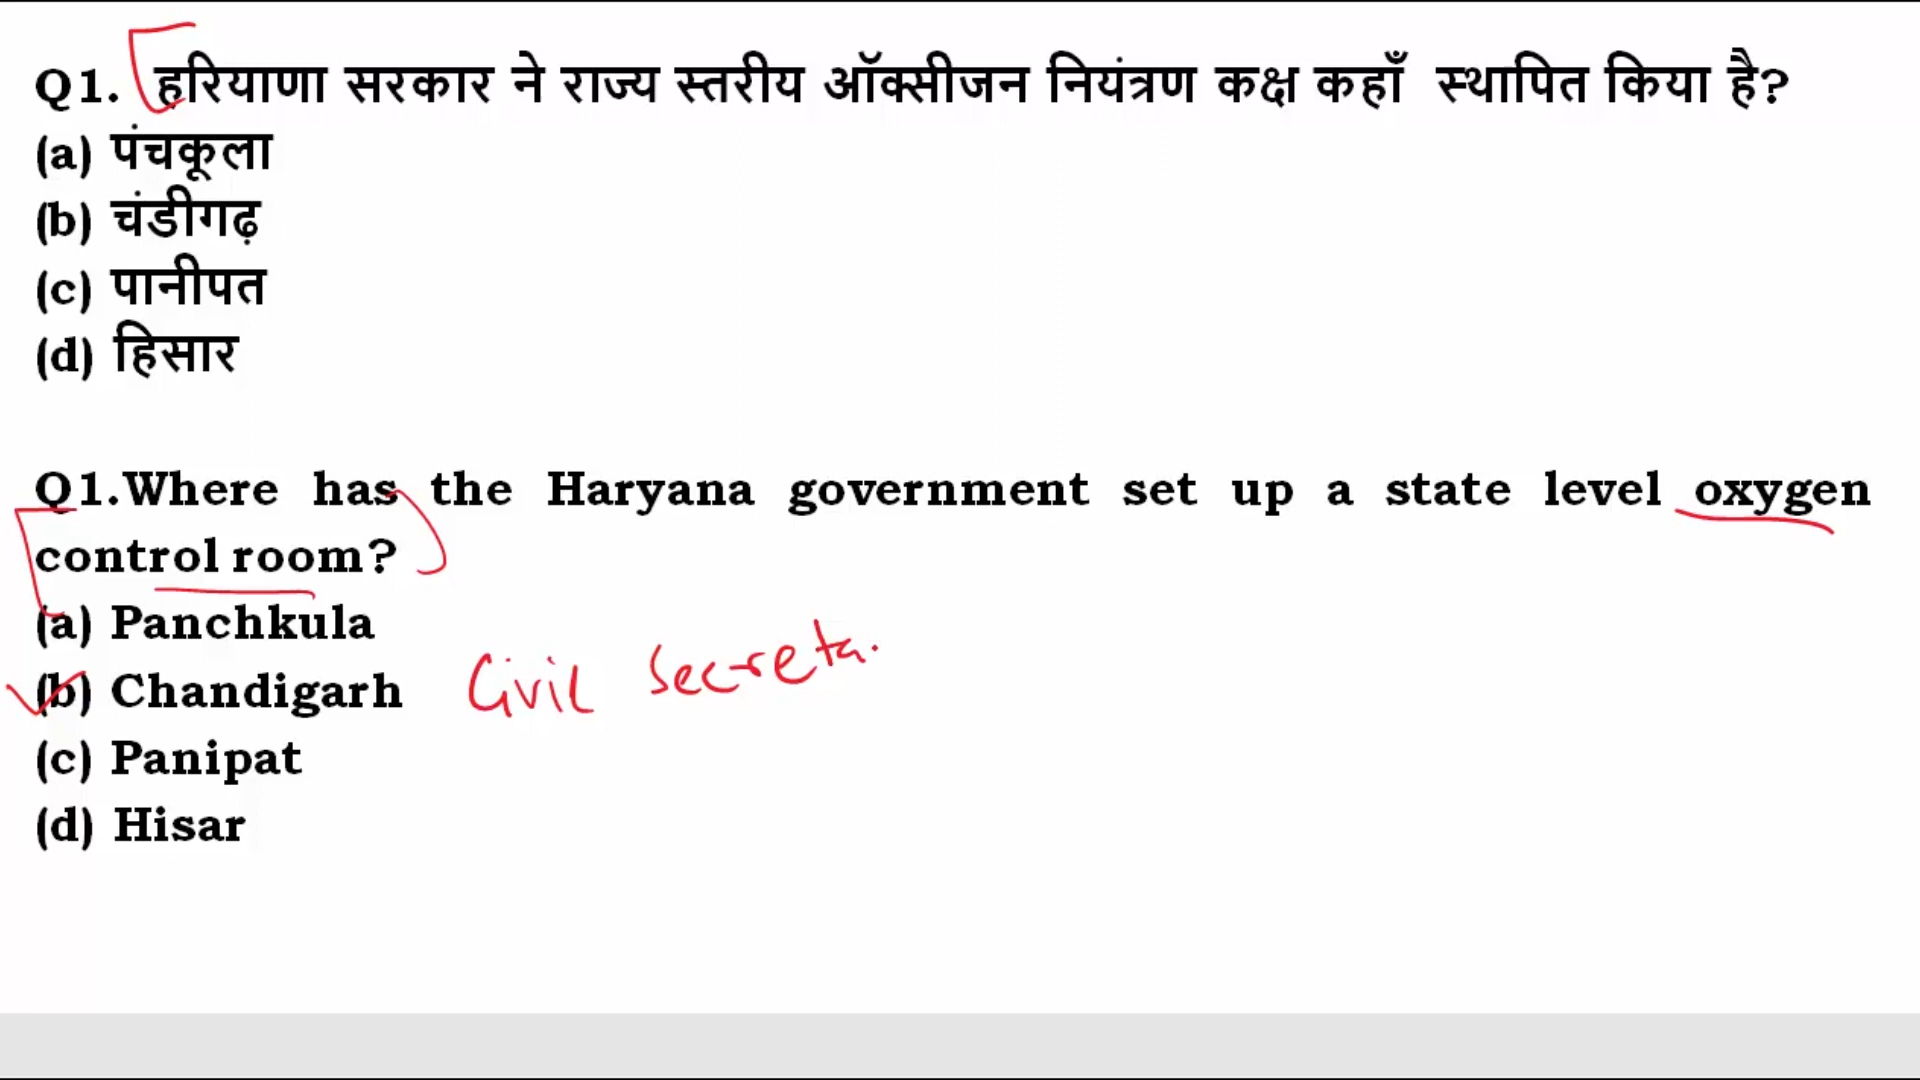 Q1. हरियाणा सरकार ने राज्य स्तरीय ऑक्सीजन नियंत्रण कक्ष कहाँ स्थापित किया है?
(a) पंचकूला
(b) चंडीगढ़
(c) पानीपत
(d) हिसार
Q1.Where has the Haryana government set up a state level oxygen
control room?
(a) Panchkula
(b) Chandigarh Civil Secreta.
(c) Panipat
(d) Hisar